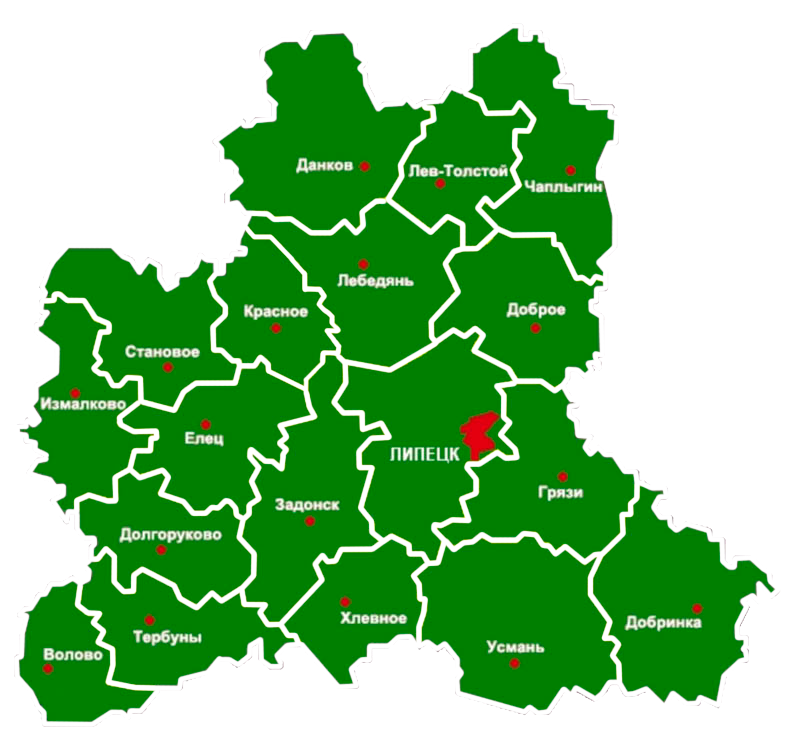 Данков
Лев-Толстой
Чаплыгин
Лебедянь
Красное
Доброе
Становое
Измалково
Елец
ЛИПЕЦК
Грязи
Задонск
Долгоруково
Хлевное
Добринка
Тербуны
Усмань
Волово